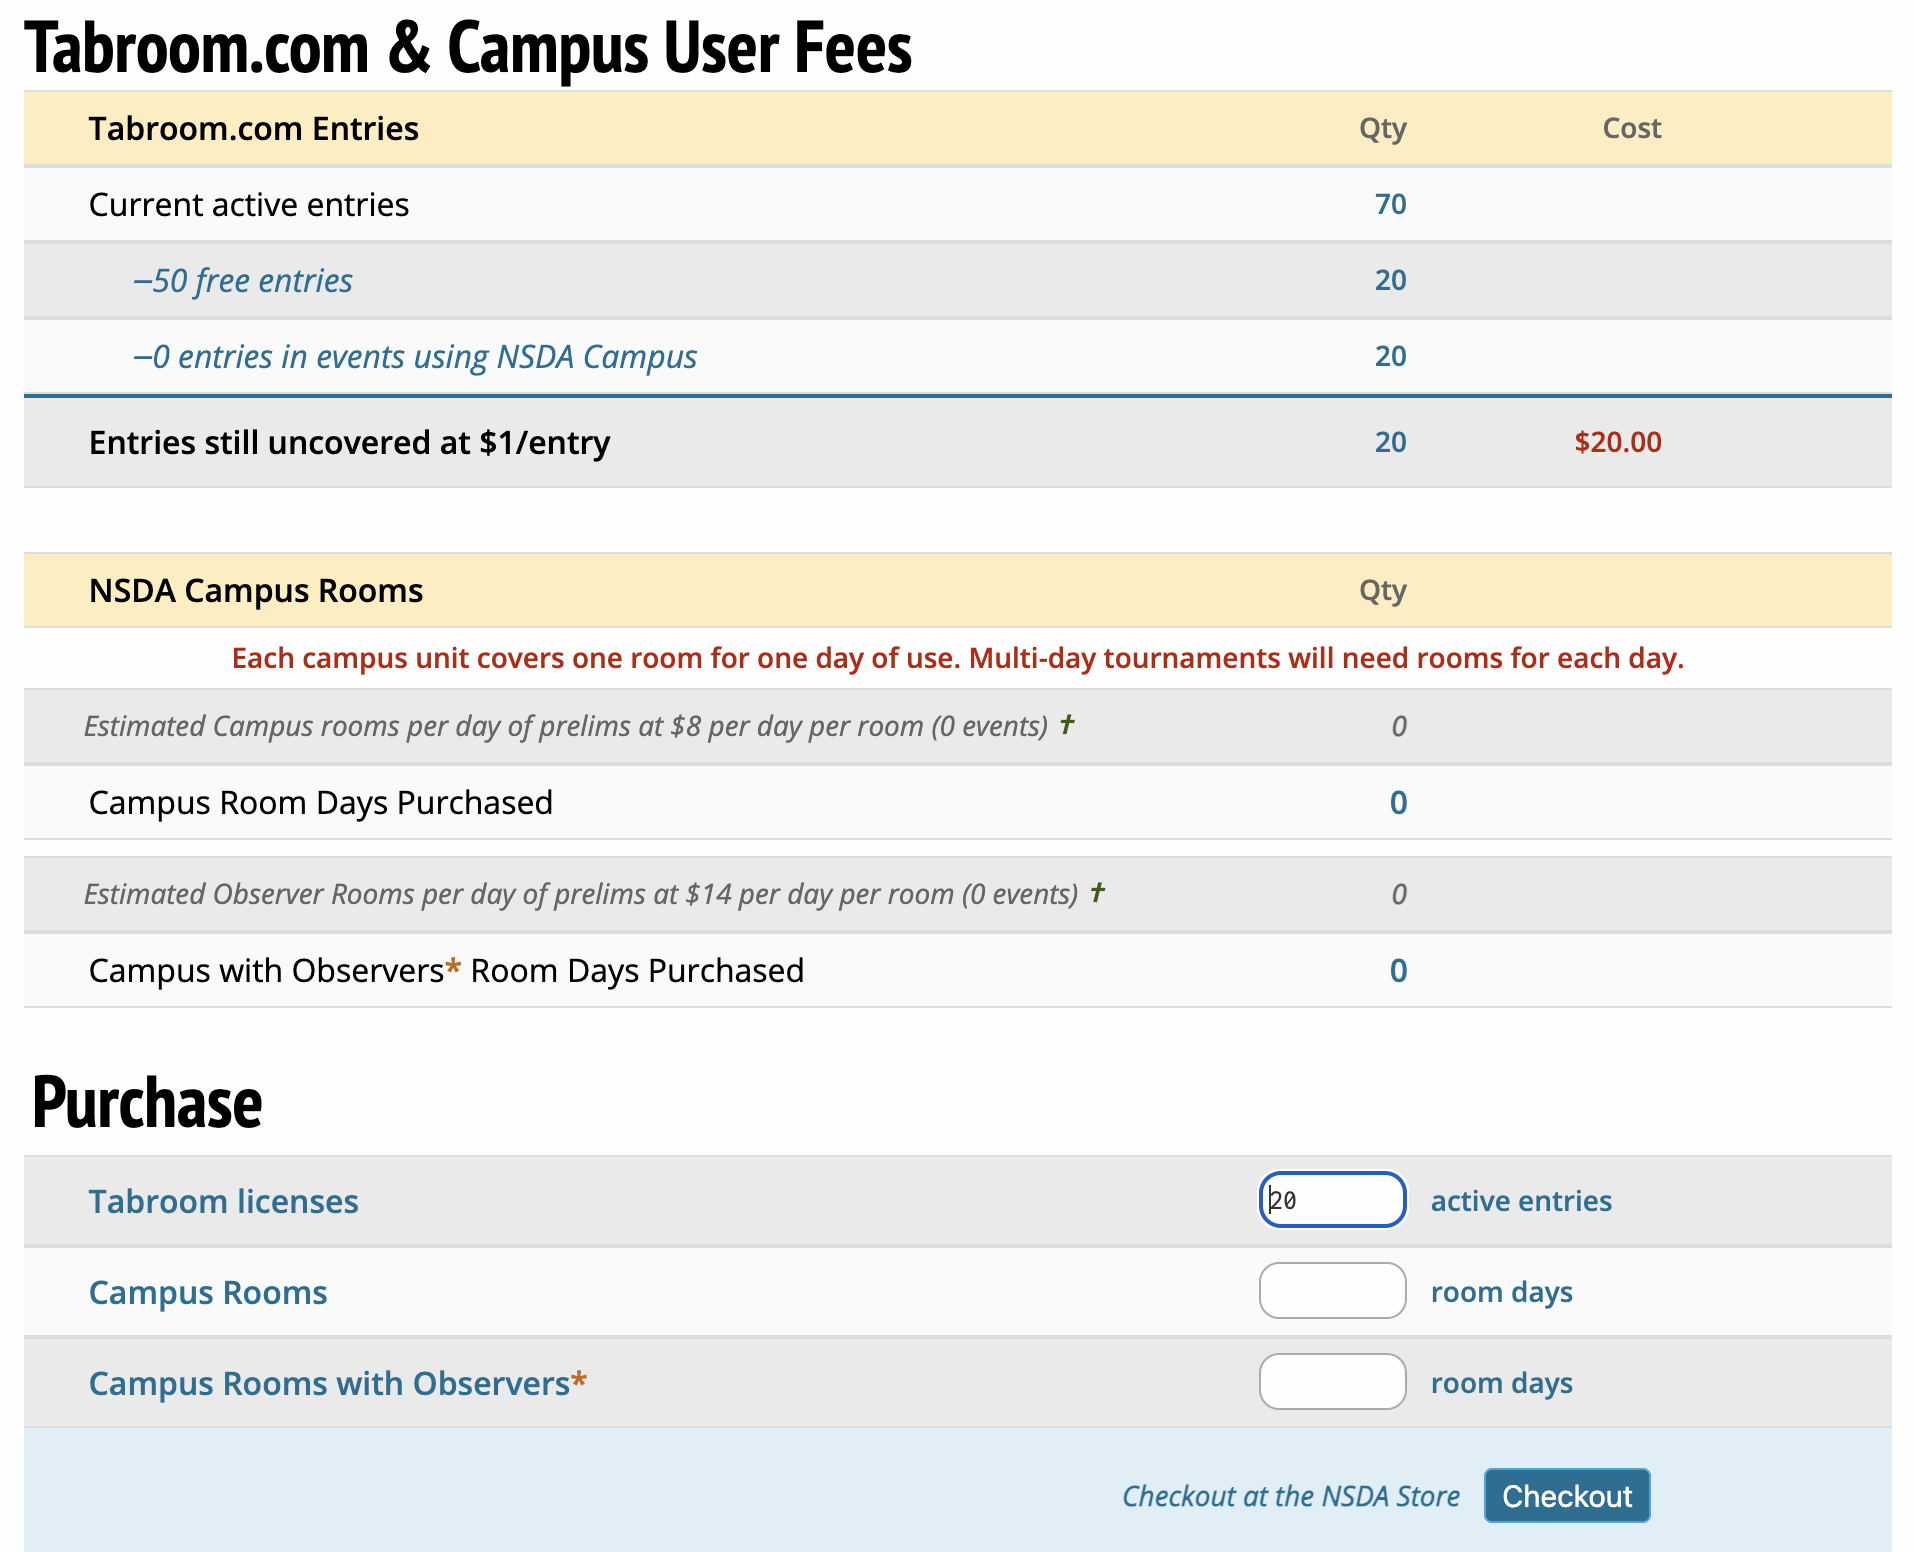 Tabroom.com & Campus User Fees
Tabroom.com Entries Qty Cost
Current active entries 70
–50 free entries 20
–0 entries in events using NSDA Campus 20
Entries still uncovered at $1/entry 20 $20.00
NSDA Campus Rooms Qty
Each campus unit covers one room for one day of use. Multi-day tournaments will need rooms for each day.
Estimated Campus rooms per day of prelims at $8 per day per room (0 events) ✝ 0
Campus Room Days Purchased 0
Estimated Observer Rooms per day of prelims at $14 per day per room (0 events) ✝ 0
Campus with Observers* Room Days Purchased 0
Purchase
Tabroom licenses 20 active entries
Campus Rooms room days
Campus Rooms with Observers* room days
Checkout at the NSDA Store Checkout